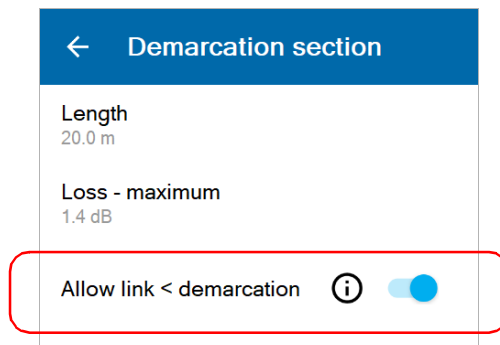 Demarcation section
Length
20.0 m
Loss - maximum
1.4 dB
Allow link < demarcation